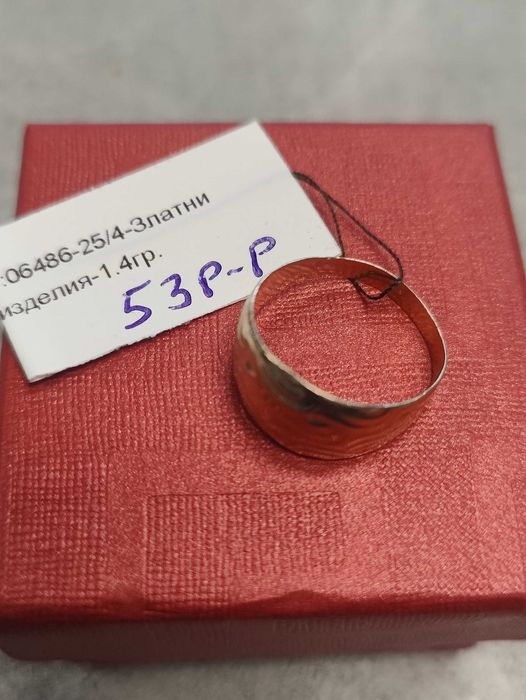 :06486-25/4-Златни
изделия-1.4гр.
53р-р